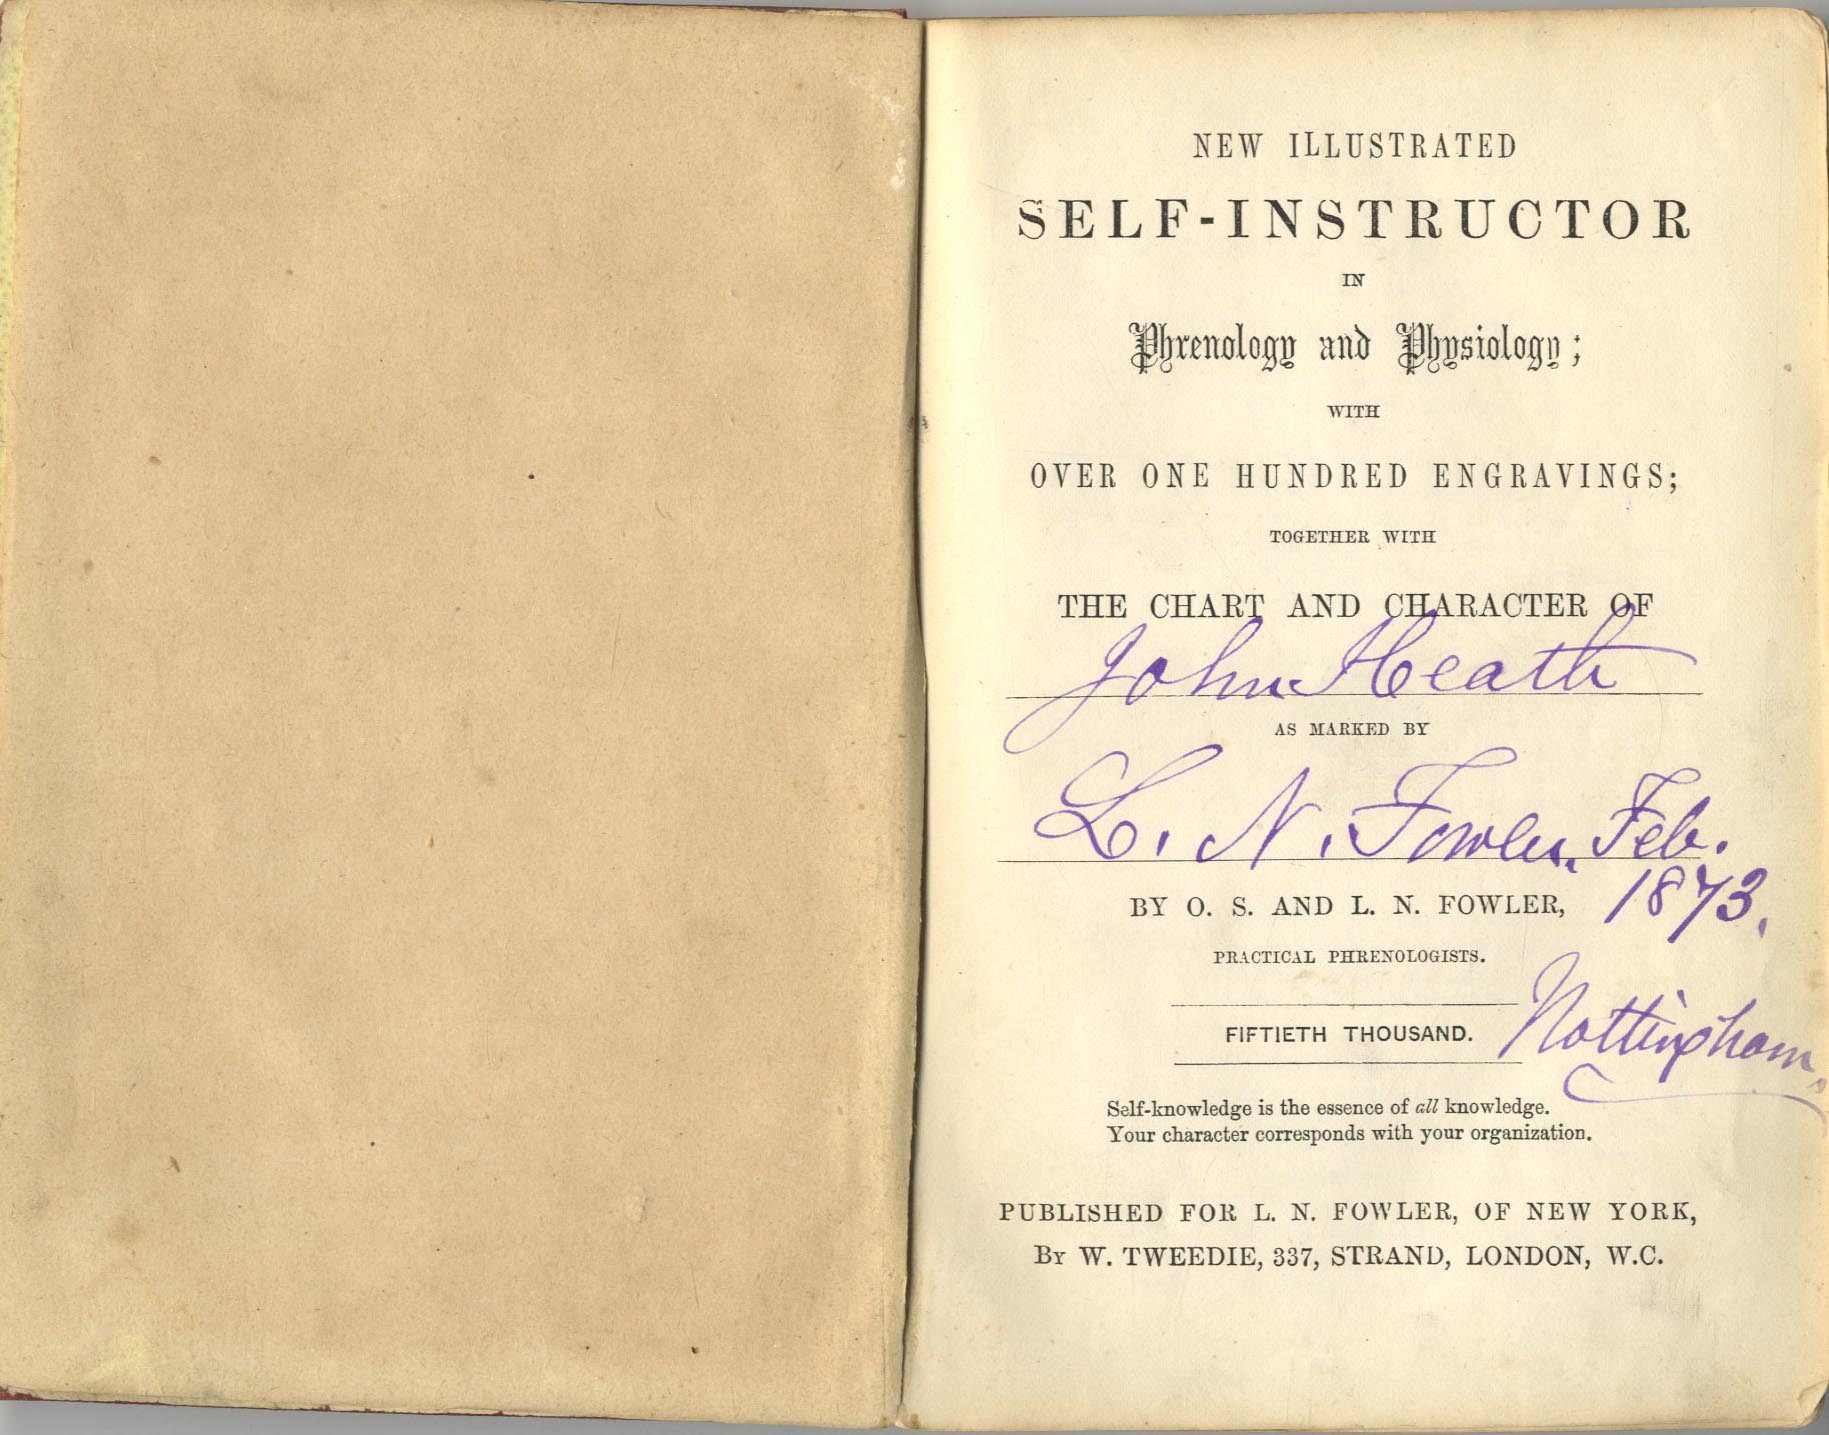 NEW ILLUSTRATED
SELF-INSTRUCTOR
IN
Phrenology and Physiology;
WITH
OVER ONE HUNDRED ENGRAVINGS;
TOGETHER WITH
THE CHART AND CHARACTER OF
John Heath
AS MARKED BY
L. N. Fowler, Feb.
1873.
BY O. S. AND L. N. FOWLER,
PRACTICAL PHRENOLOGISTS.
Nottingham.
FIFTIETH THOUSAND.
Self-knowledge is the essence of all knowledge.
Your character corresponds with your organization.
PUBLISHED FOR L. N. FOWLER, OF NEW YORK,
BY W. TWEEDIE, 337, STRAND, LONDON, W.C.